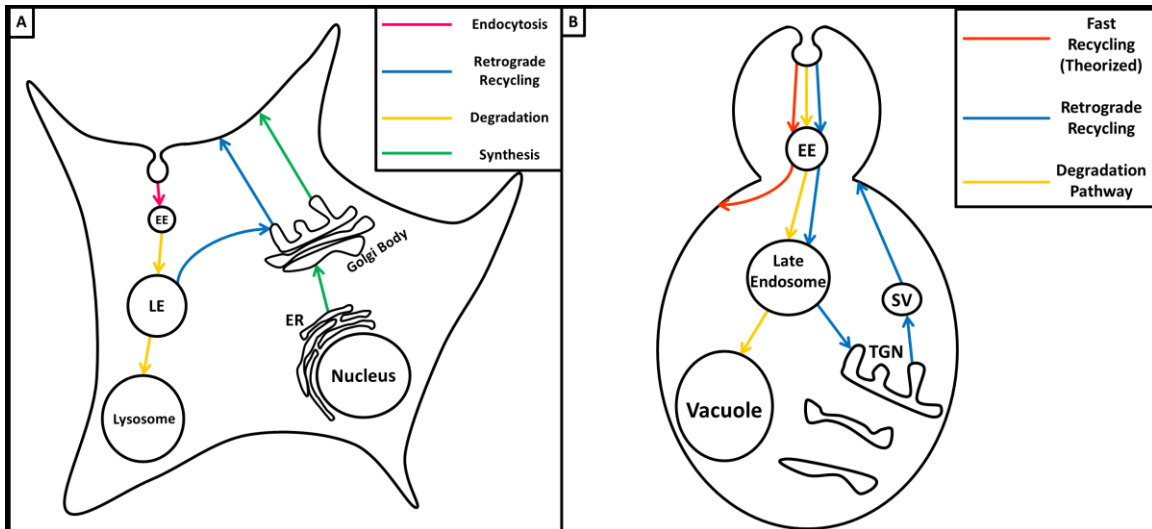 A
Endocytosis
Retrograde
Recycling
Degradation
Synthesis
EE
LE
Lysosome
Golgi Body
ER
Nucleus
B
Fast
Recycling
(Theorized)
Retrograde
Recycling
Degradation
Pathway
EE
Late
Endosome
SV
TGN
Vacuole